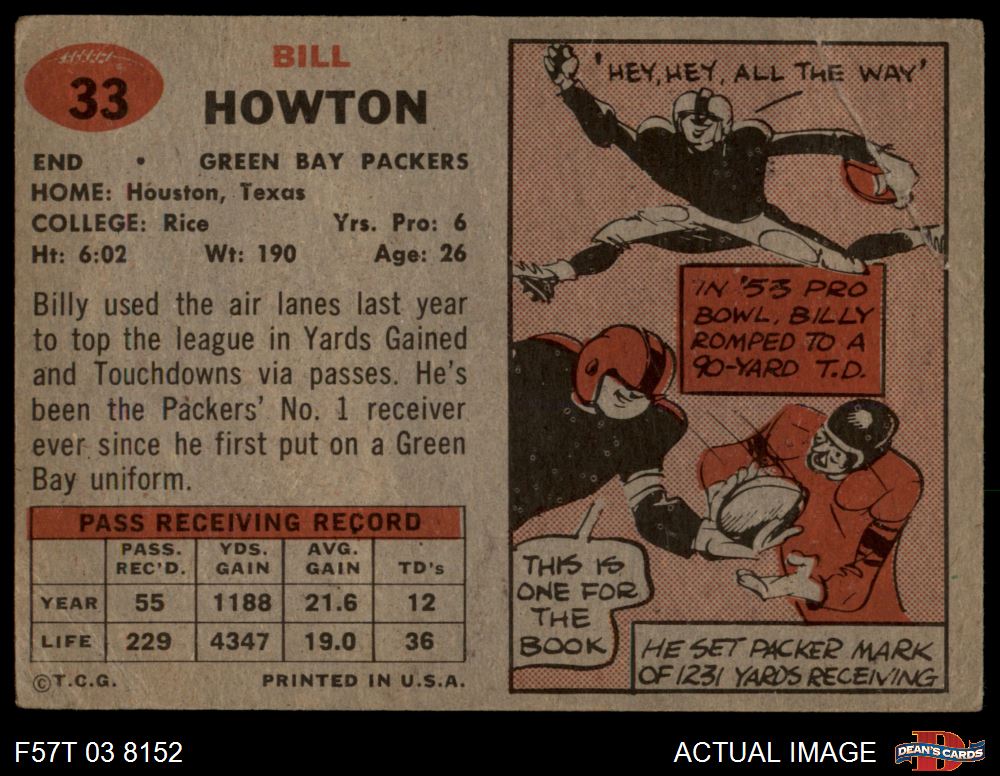 33
BILL
HOWTON
END • GREEN BAY PACKERS
HOME: Houston, Texas
COLLEGE: Rice Yrs. Pro: 6
Ht: 6:02 Wt: 190 Age: 26
Billy used the air lanes last year
to top the league in Yards Gained
and Touchdowns via passes. He's
been the Packers' No. 1 receiver
ever since he first put on a Green
Bay uniform.
PASS RECEIVING RECORD
PASS. REC'D. YDS. GAIN AVG. GAIN TD's
YEAR 55 1188 21.6 12
LIFE 229 4347 19.0 36
©T.C.G. PRINTED IN U.S.A.
'HEY, HEY, ALL THE WAY'
IN '53 PRO
BOWL, BILLY
ROMPED TO A
90-YARD T.D.
THIS IS
ONE FOR
THE
BOOK
HE SET PACKER MARK
OF 1231 YARDS RECEIVING
F57T 03 8152
ACTUAL IMAGE
D
DEAN'S CARDS